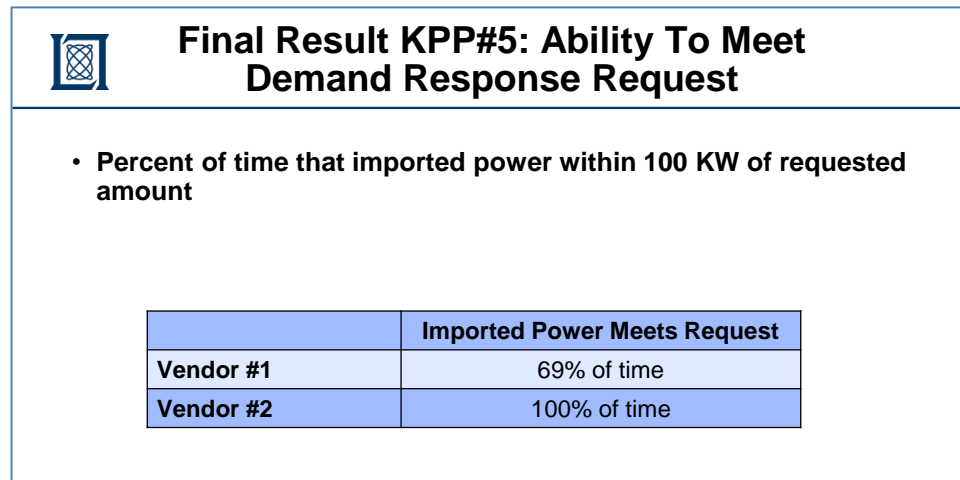 Final Result KPP#5: Ability To Meet
Demand Response Request
• Percent of time that imported power within 100 KW of requested
amount
Imported Power Meets Request
Vendor #1 69% of time
Vendor #2 100% of time